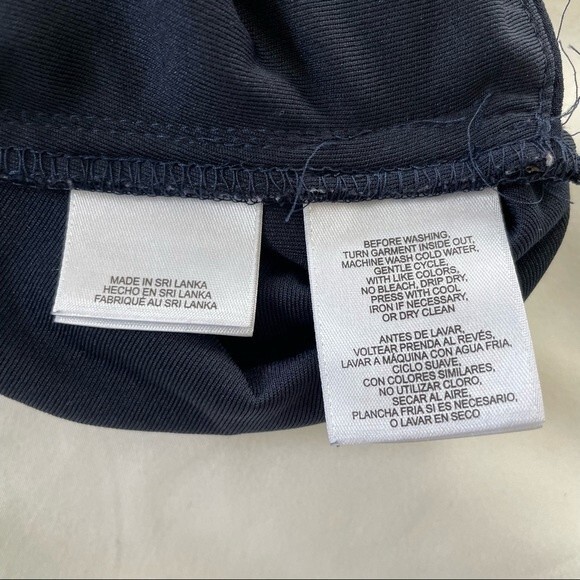 MADE IN SRI LANKA
HECHO EN SRI LANKA
FABRIQUE AU SRI LANKA
BEFORE WASHING,
TURN GARMENT INSIDE OUT,
MACHINE WASH COLD WATER,
GENTLE CYCLE,
WITH LIKE COLORS,
NO BLEACH, DRIP DRY,
PRESS WITH COOL
IRON IF NECESSARY,
OR DRY CLEAN
ANTES DE LAVAR,
VOLTEAR PRENDA AL REVÉS,
LAVAR A MÁQUINA CON AGUA FRIA,
CICLO SUAVE,
CON COLORES SIMILARES,
NO UTILIZAR CLORO,
SECAR AL AIRE,
PLANCHA FRIA SI ES NECESARIO,
O LAVAR EN SECO